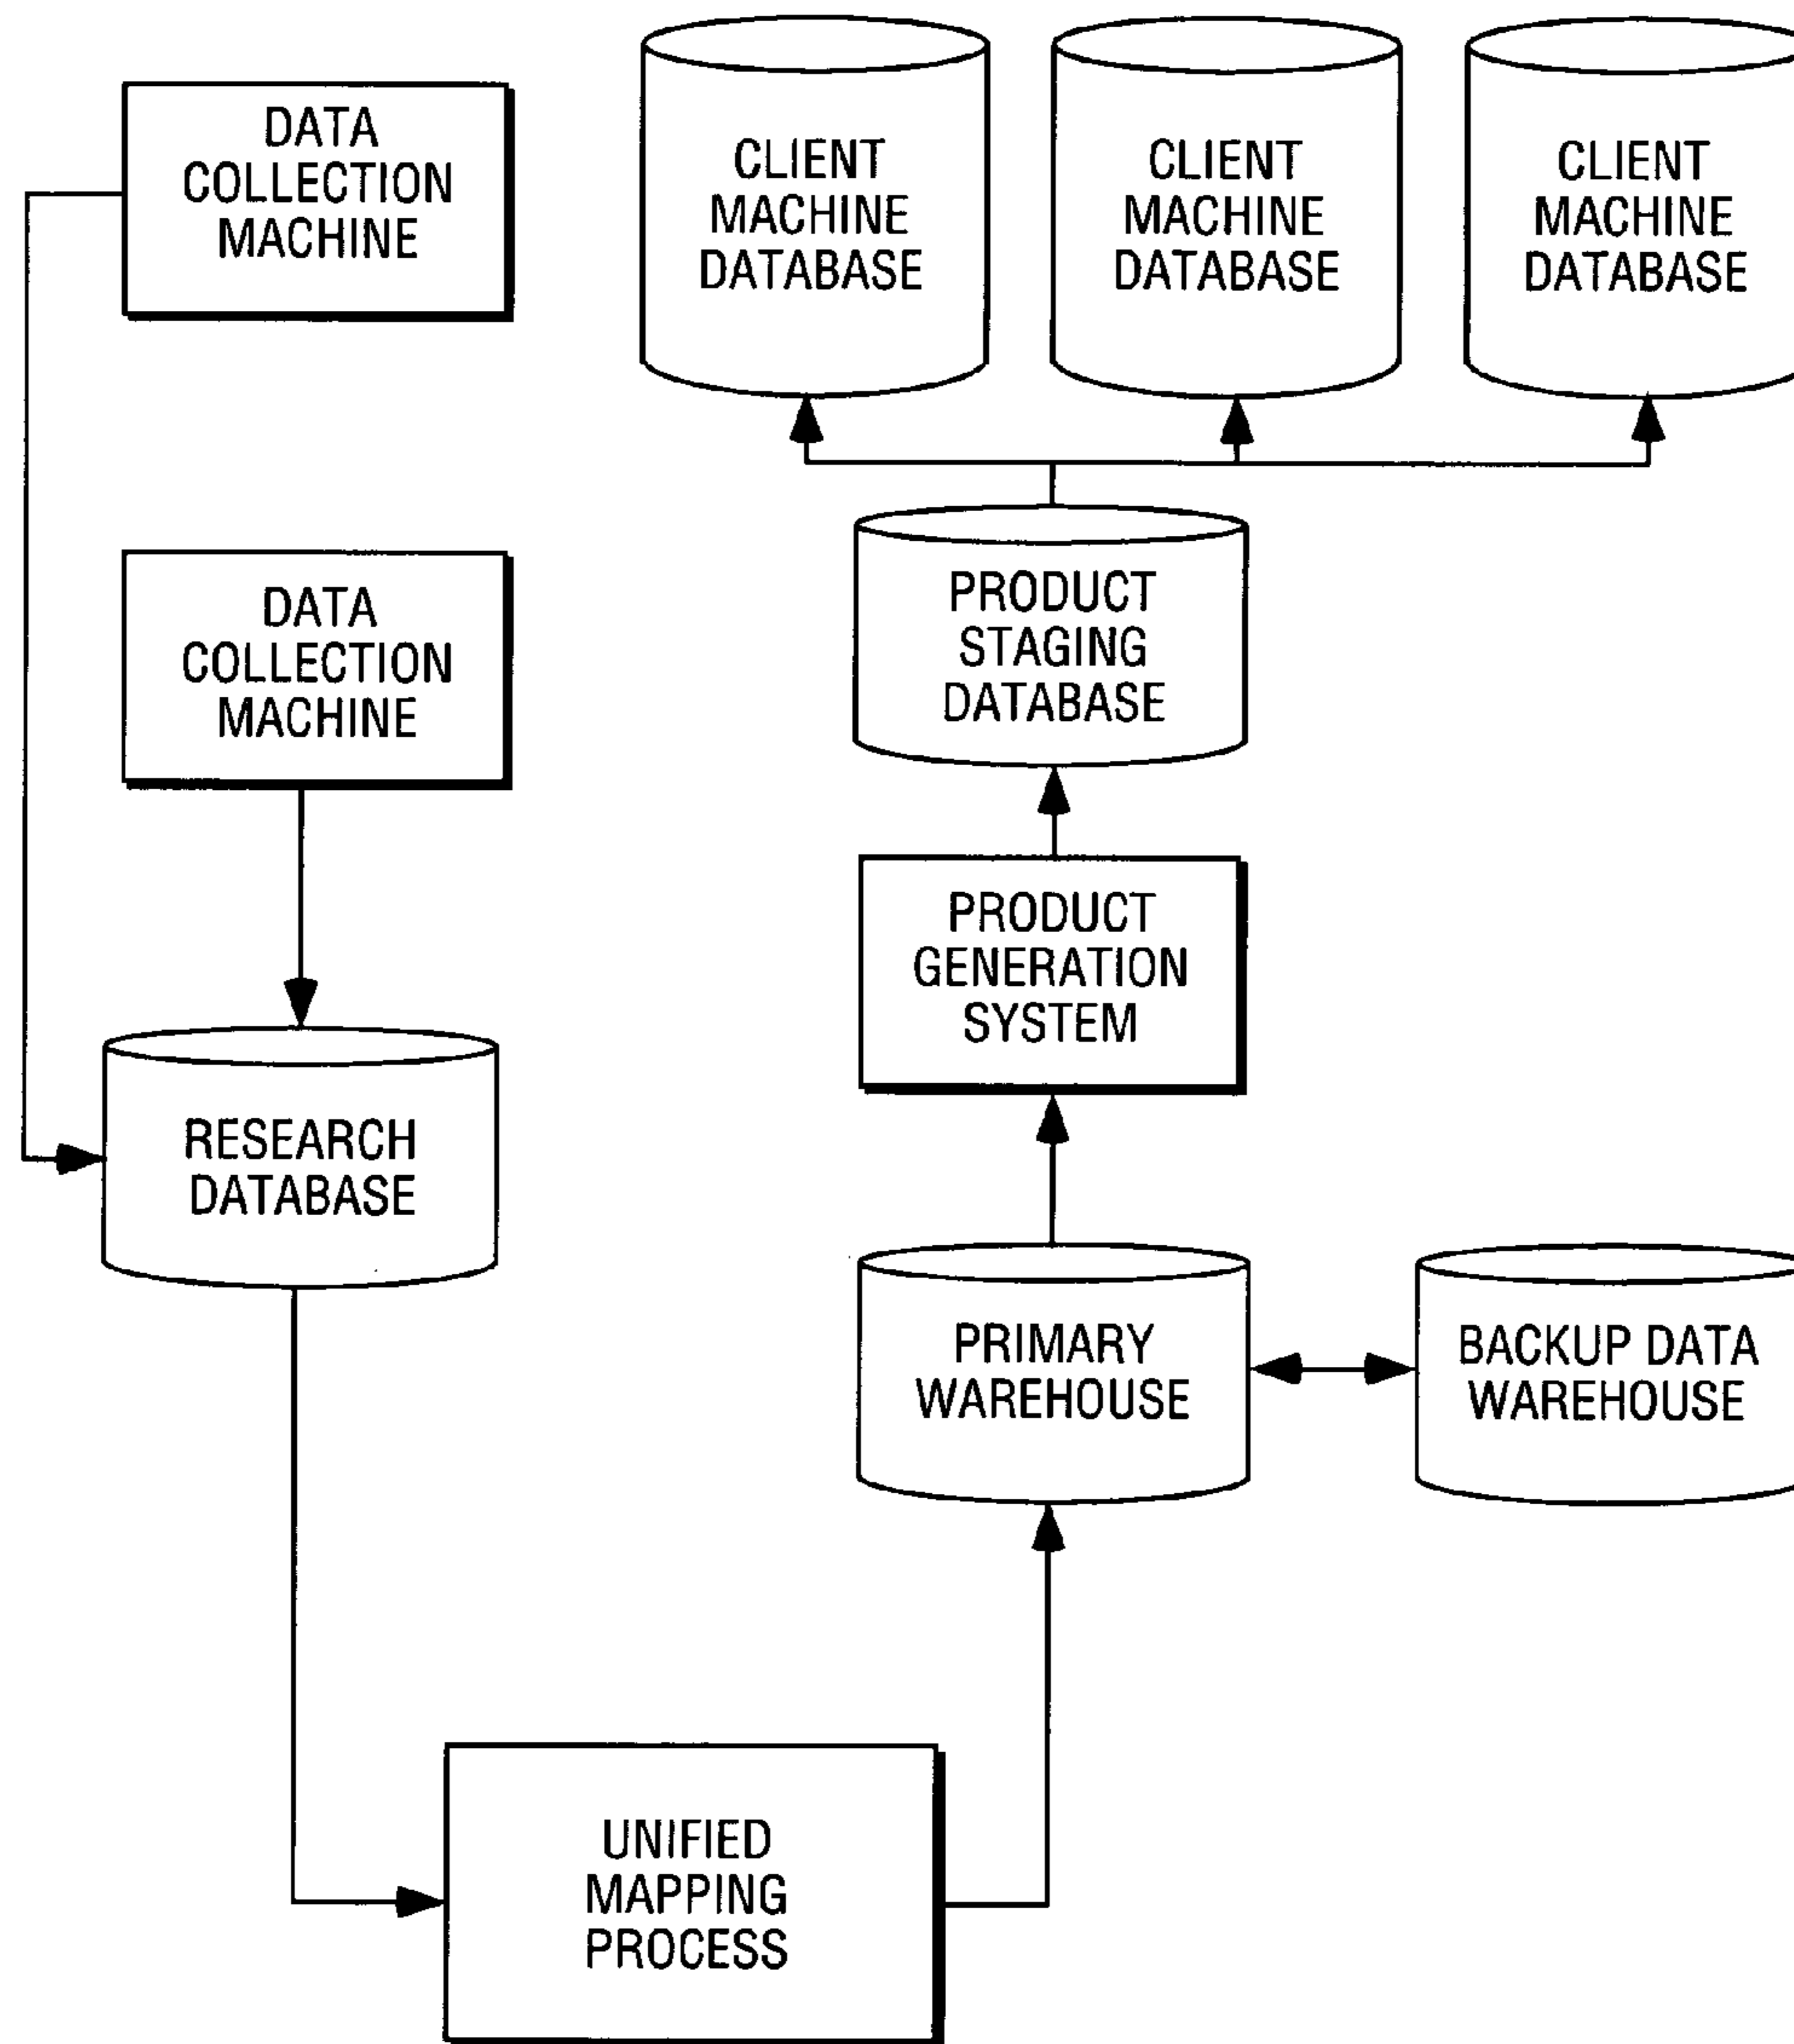 DATA
COLLECTION
MACHINE
CLIENT
MACHINE
DATABASE
CLIENT
MACHINE
DATABASE
CLIENT
MACHINE
DATABASE
DATA
COLLECTION
MACHINE
PRODUCT
STAGING
DATABASE
PRODUCT
GENERATION
SYSTEM
RESEARCH
DATABASE
PRIMARY
WAREHOUSE
BACKUP DATA
WAREHOUSE
UNIFIED
MAPPING
PROCESS